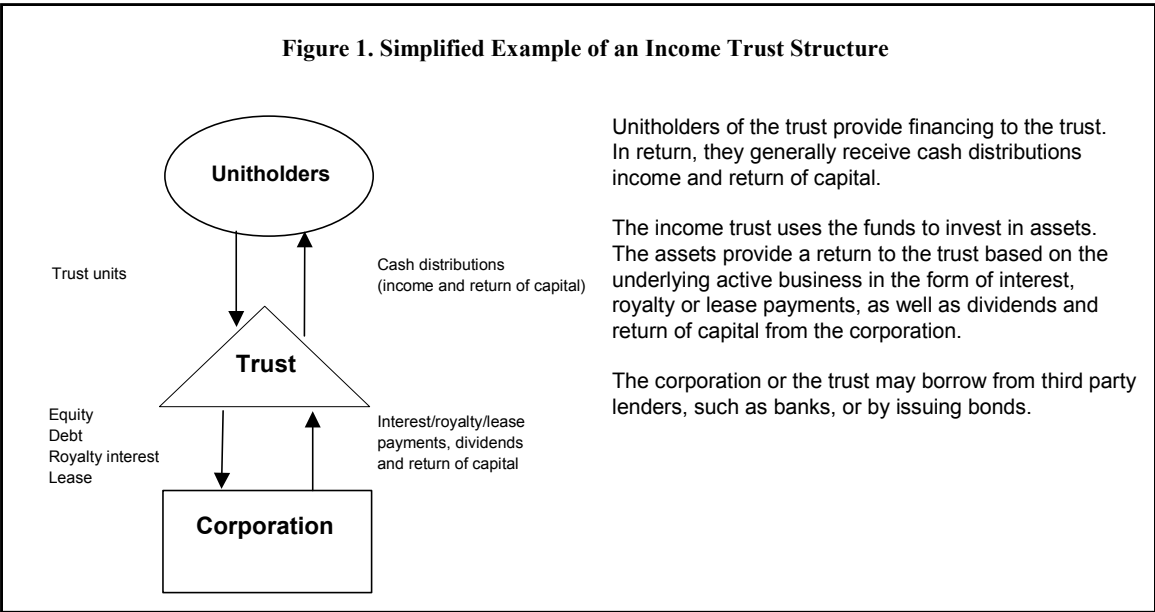 Figure 1. Simplified Example of an Income Trust Structure
Unitholders
Trust units
Cash distributions
(income and return of capital)
Trust
Equity
Debt
Royalty interest
Lease
Interest/royalty/lease
payments, dividends
and return of capital
Corporation
Unitholders of the trust provide financing to the trust.
In return, they generally receive cash distributions
income and return of capital.
The income trust uses the funds to invest in assets.
The assets provide a return to the trust based on the
underlying active business in the form of interest,
royalty or lease payments, as well as dividends and
return of capital from the corporation.
The corporation or the trust may borrow from third party
lenders, such as banks, or by issuing bonds.